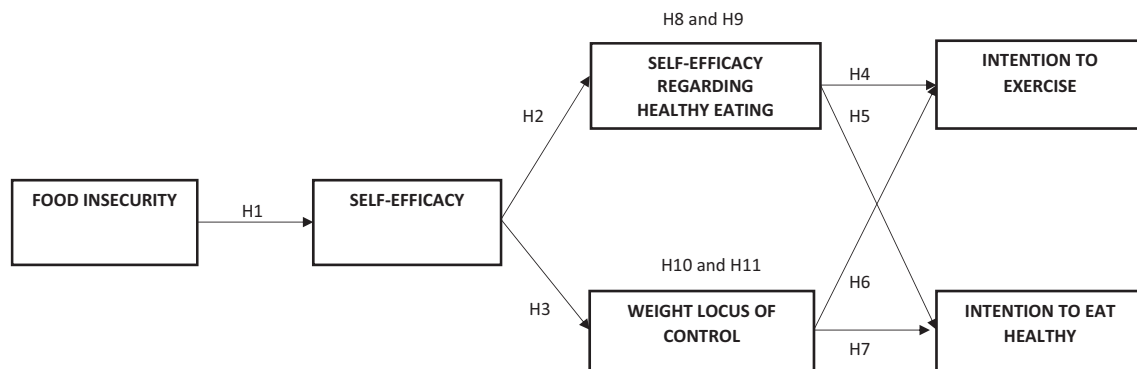 H8 and H9
SELF-EFFICACY
REGARDING
HEALTHY EATING
INTENTION TO
EXERCISE
H4
H5
H2
FOOD INSECURITY
H1
SELF-EFFICACY
H10 and H11
H3
WEIGHT LOCUS OF
CONTROL
H6
H7
INTENTION TO EAT
HEALTHY